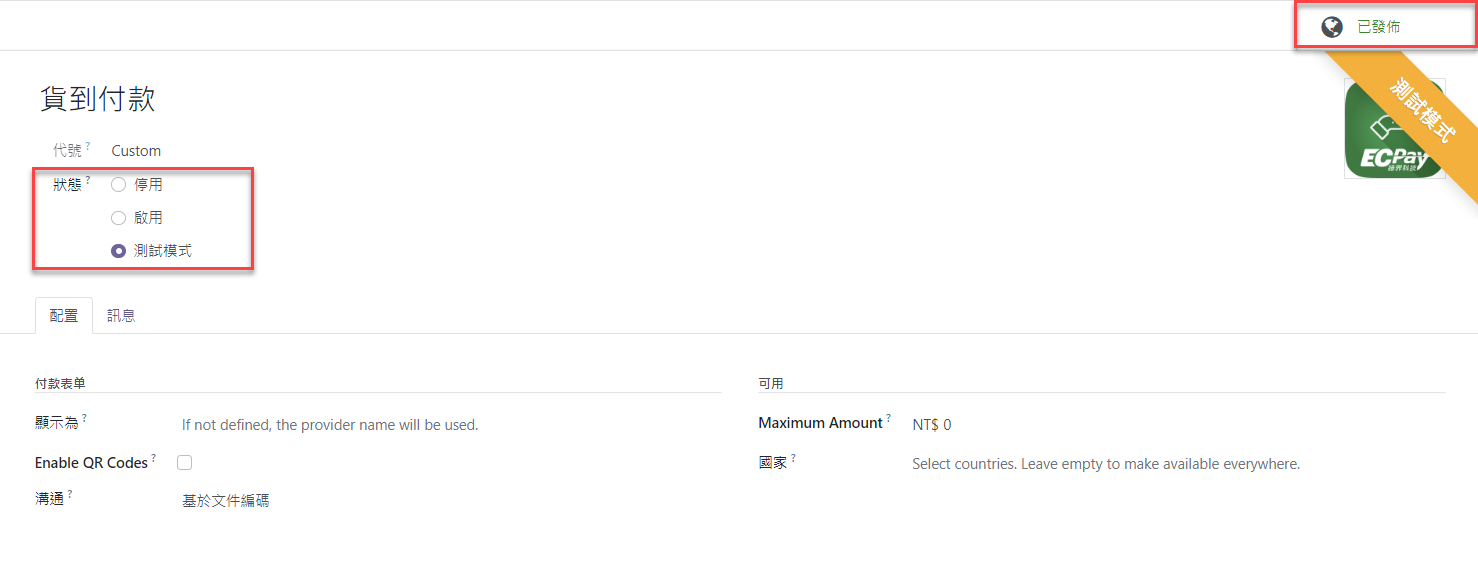 已發佈
測試模式
貨到付款
ECPay
綠界科技
代號 ? Custom
狀態 ? 停用
啟用
測試模式
配置 訊息
付款表单
顯示為 ? If not defined, the provider name will be used.
Enable QR Codes ?
溝通 ? 基於文件編碼
可用
Maximum Amount ? NT$ 0
國家 ? Select countries. Leave empty to make available everywhere.